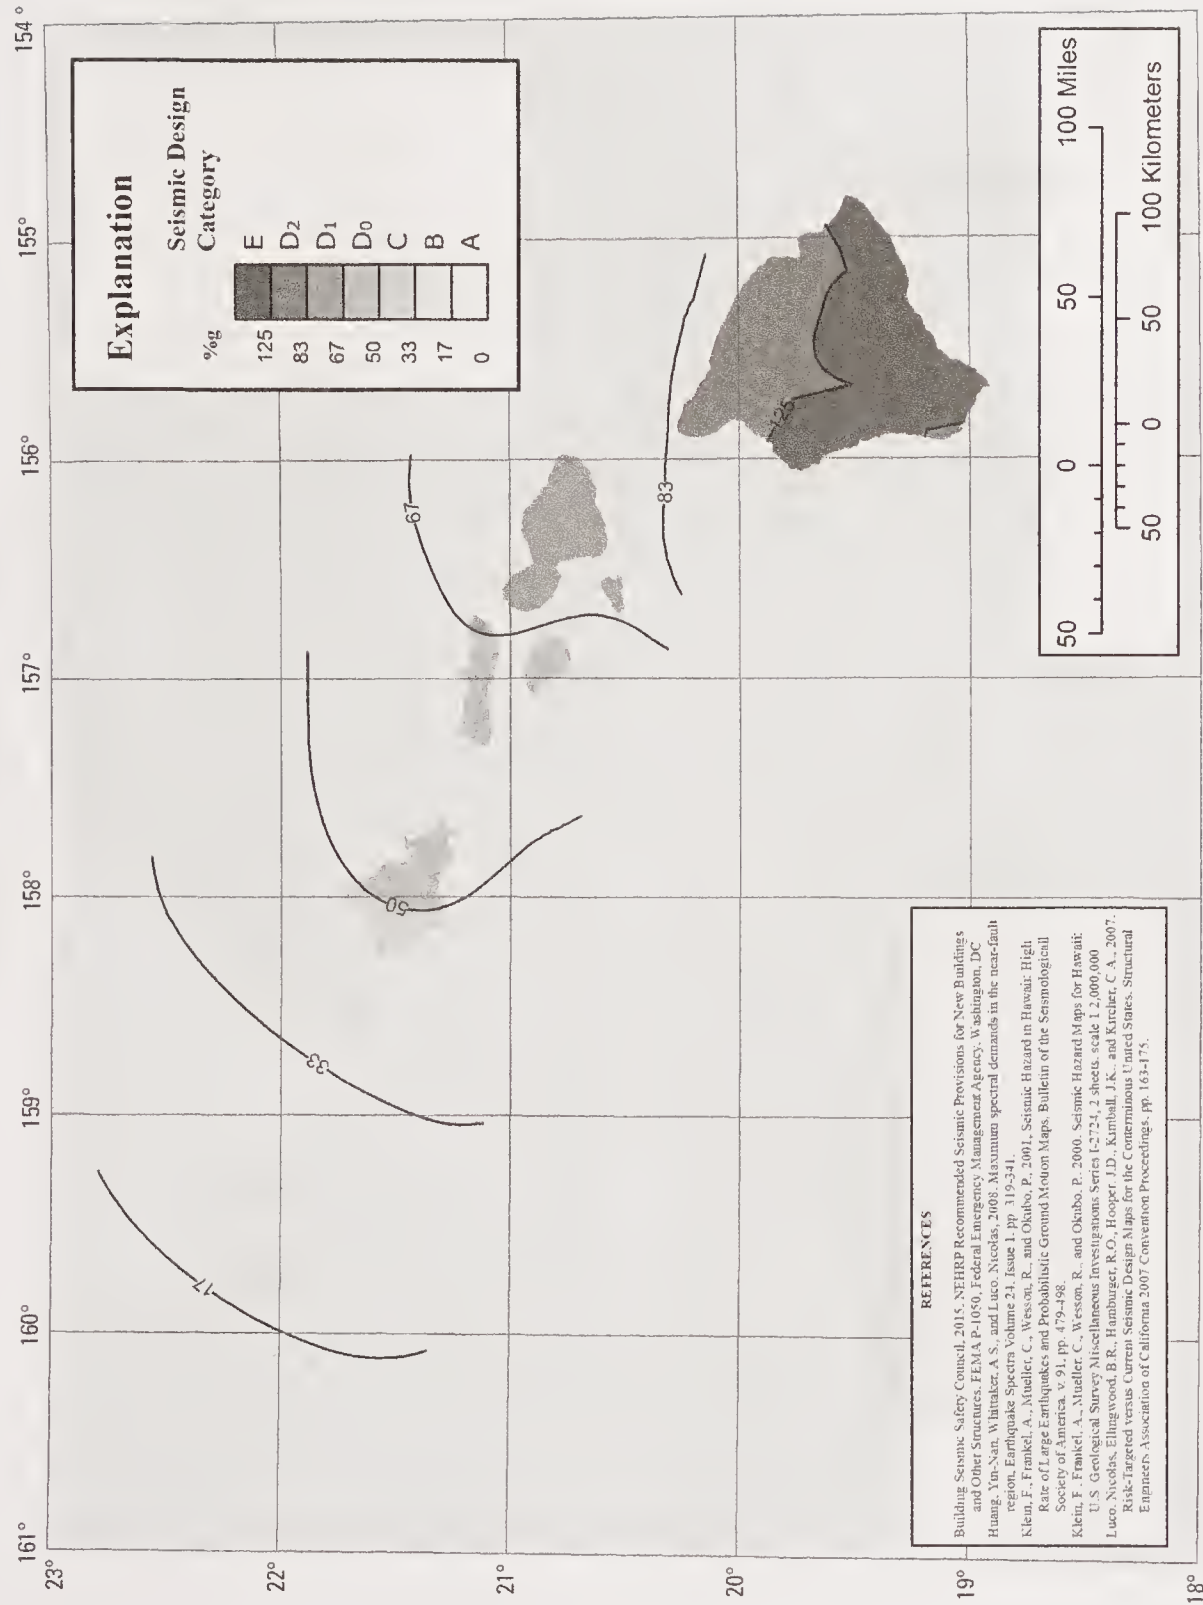 161°
160°
159°
158°
157°
156°
155°
154°
23°
22°
21°
20°
19°
18°
17
33
50
67
83
125
Explanation
Seismic Design
Category
%g
125
83
67
50
33
17
0
E
D2
D1
D0
C
B
A
REFERENCES
Building Seismic Safety Council, 2015, NEHRP Recommended Seismic Provisions for New Buildings
and Other Structures. FEMA P-1050, Federal Emergency Management Agency, Washington, DC
Huang, Yin-Nan, Whittaker, A.S., and Luco, Nicolas, 2008. Maximum spectral demands in the near-fault
region, Earthquake Spectra Volume 24, Issue 1, pp. 319-341.
Klein, F., Frankel, A., Mueller, C., Wesson, R., and Okubo, P., 2001, Seismic Hazard in Hawaii: High
Rate of Large Earthquakes and Probabilistic Ground Motion Maps, Bulletin of the Seismologicall
Society of America, v. 91, pp. 479-498.
Klein, F., Frankel, A., Mueller, C., Wesson, R., and Okubo, P., 2000, Seismic Hazard Maps for Hawaii:
U.S. Geological Survey Miscellaneous Investigations Series I-2724, 2 sheets, scale 1:2,000,000
Luco, Nicolas, Ellingwood, B.R., Hamburger, R.O., Hooper, J.D., Kimball, J.K., and Kircher, C.A., 2007,
Risk-Targeted versus Current Seismic Design Maps for the Conterminous United States, Structural
Engineers Association of California 2007 Convention Proceedings, pp. 163-175.
50 0 50 100 Miles
50 0 50 100 Kilometers